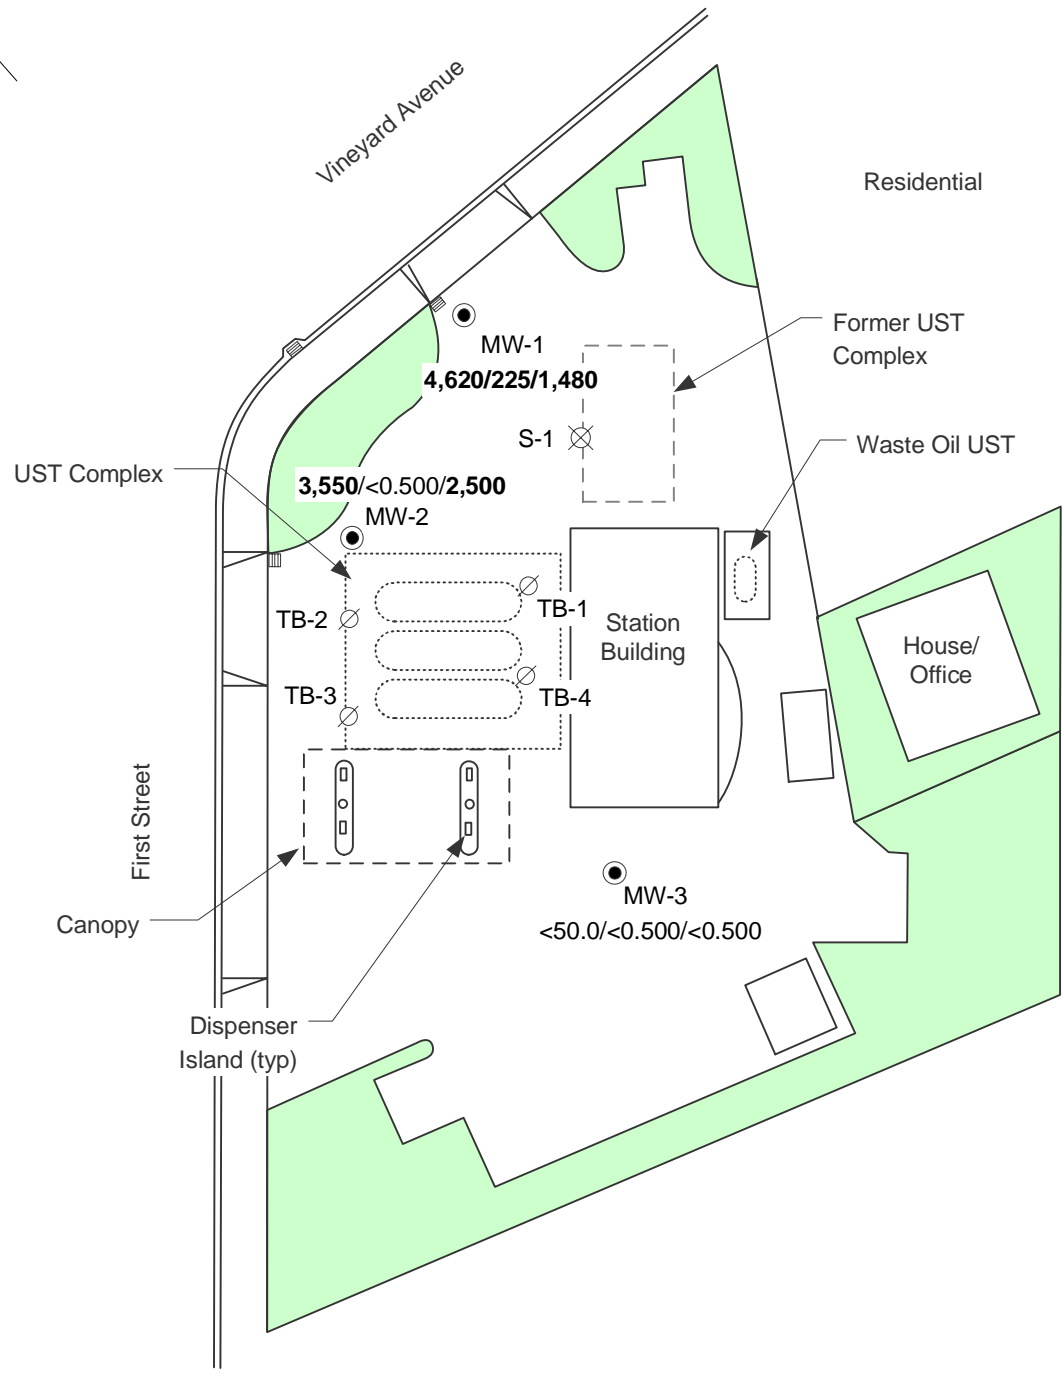 Vineyard Avenue
Residential
Former UST
Complex
MW-1
4,620/225/1,480
S-1
Waste Oil UST
UST Complex
3,550/<0.500/2,500
MW-2
TB-1
TB-2
Station
Building
House/
Office
TB-3
TB-4
First Street
MW-3
<50.0/<0.500/<0.500
Canopy
Dispenser
Island (typ)